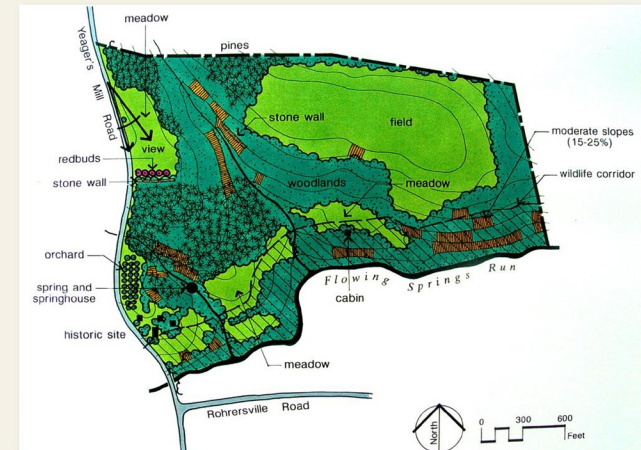 meadow
pines
Yeager's Mill Road
stone wall
field
view
moderate slopes
(15-25%)
redbuds
wildlife corridor
stone wall
woodlands
meadow
orchard
Flowing Springs Run
spring and
springhouse
cabin
historic site
meadow
Rohrersville Road
North
0 300 600
Feet